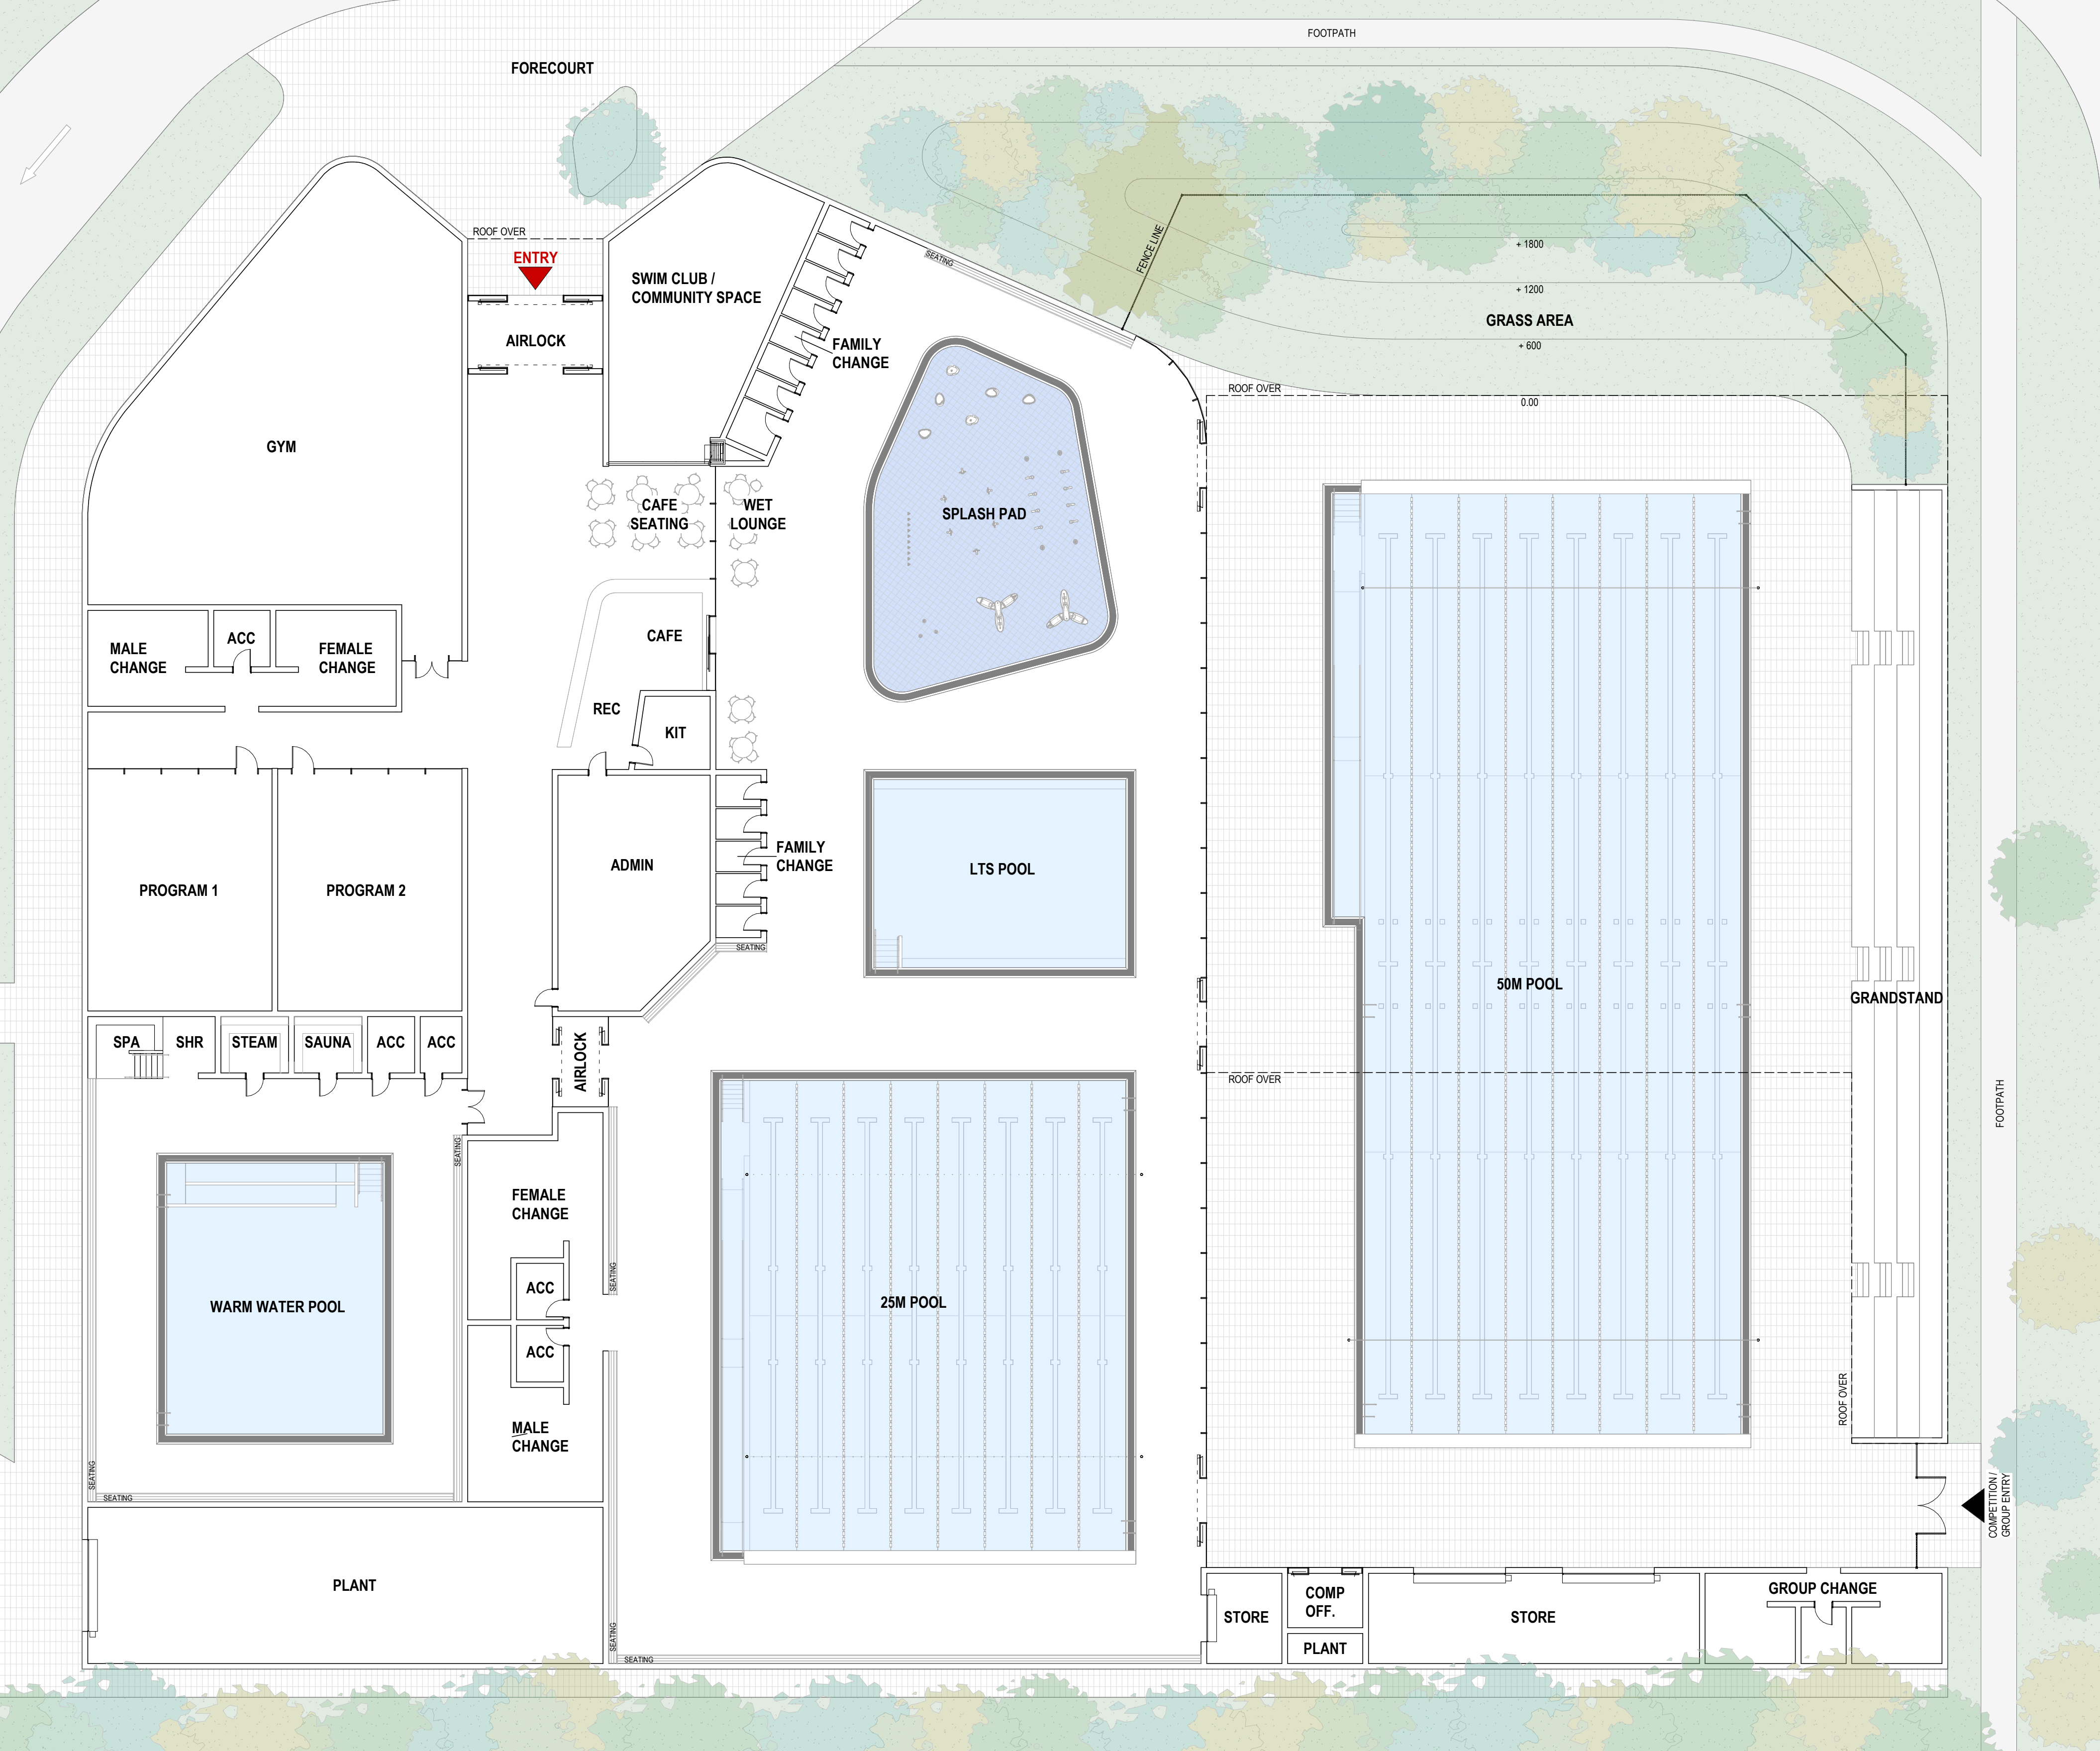 FOOTPATH
FORECOURT
ROOF OVER
ENTRY
AIRLOCK
SWIM CLUB /
COMMUNITY SPACE
SEATING
FENCE LINE
+ 1800
+ 1200
GRASS AREA
+ 600
FAMILY
CHANGE
ROOF OVER
0.00
GYM
CAFE
SEATING
WET
LOUNGE
SPLASH PAD
MALE
CHANGE
ACC
FEMALE
CHANGE
CAFE
REC
KIT
PROGRAM 1
PROGRAM 2
ADMIN
FAMILY
CHANGE
SEATING
LTS POOL
50M POOL
GRANDSTAND
SPA
SHR
STEAM
SAUNA
ACC
ACC
AIRLOCK
ROOF OVER
FOOTPATH
SEATING
FEMALE
CHANGE
ACC
SEATING
WARM WATER POOL
25M POOL
ACC
MALE
CHANGE
ROOF OVER
SEATING
SEATING
COMPETITION /
GROUP ENTRY
PLANT
SEATING
SEATING
STORE
COMP
OFF.
PLANT
STORE
GROUP CHANGE